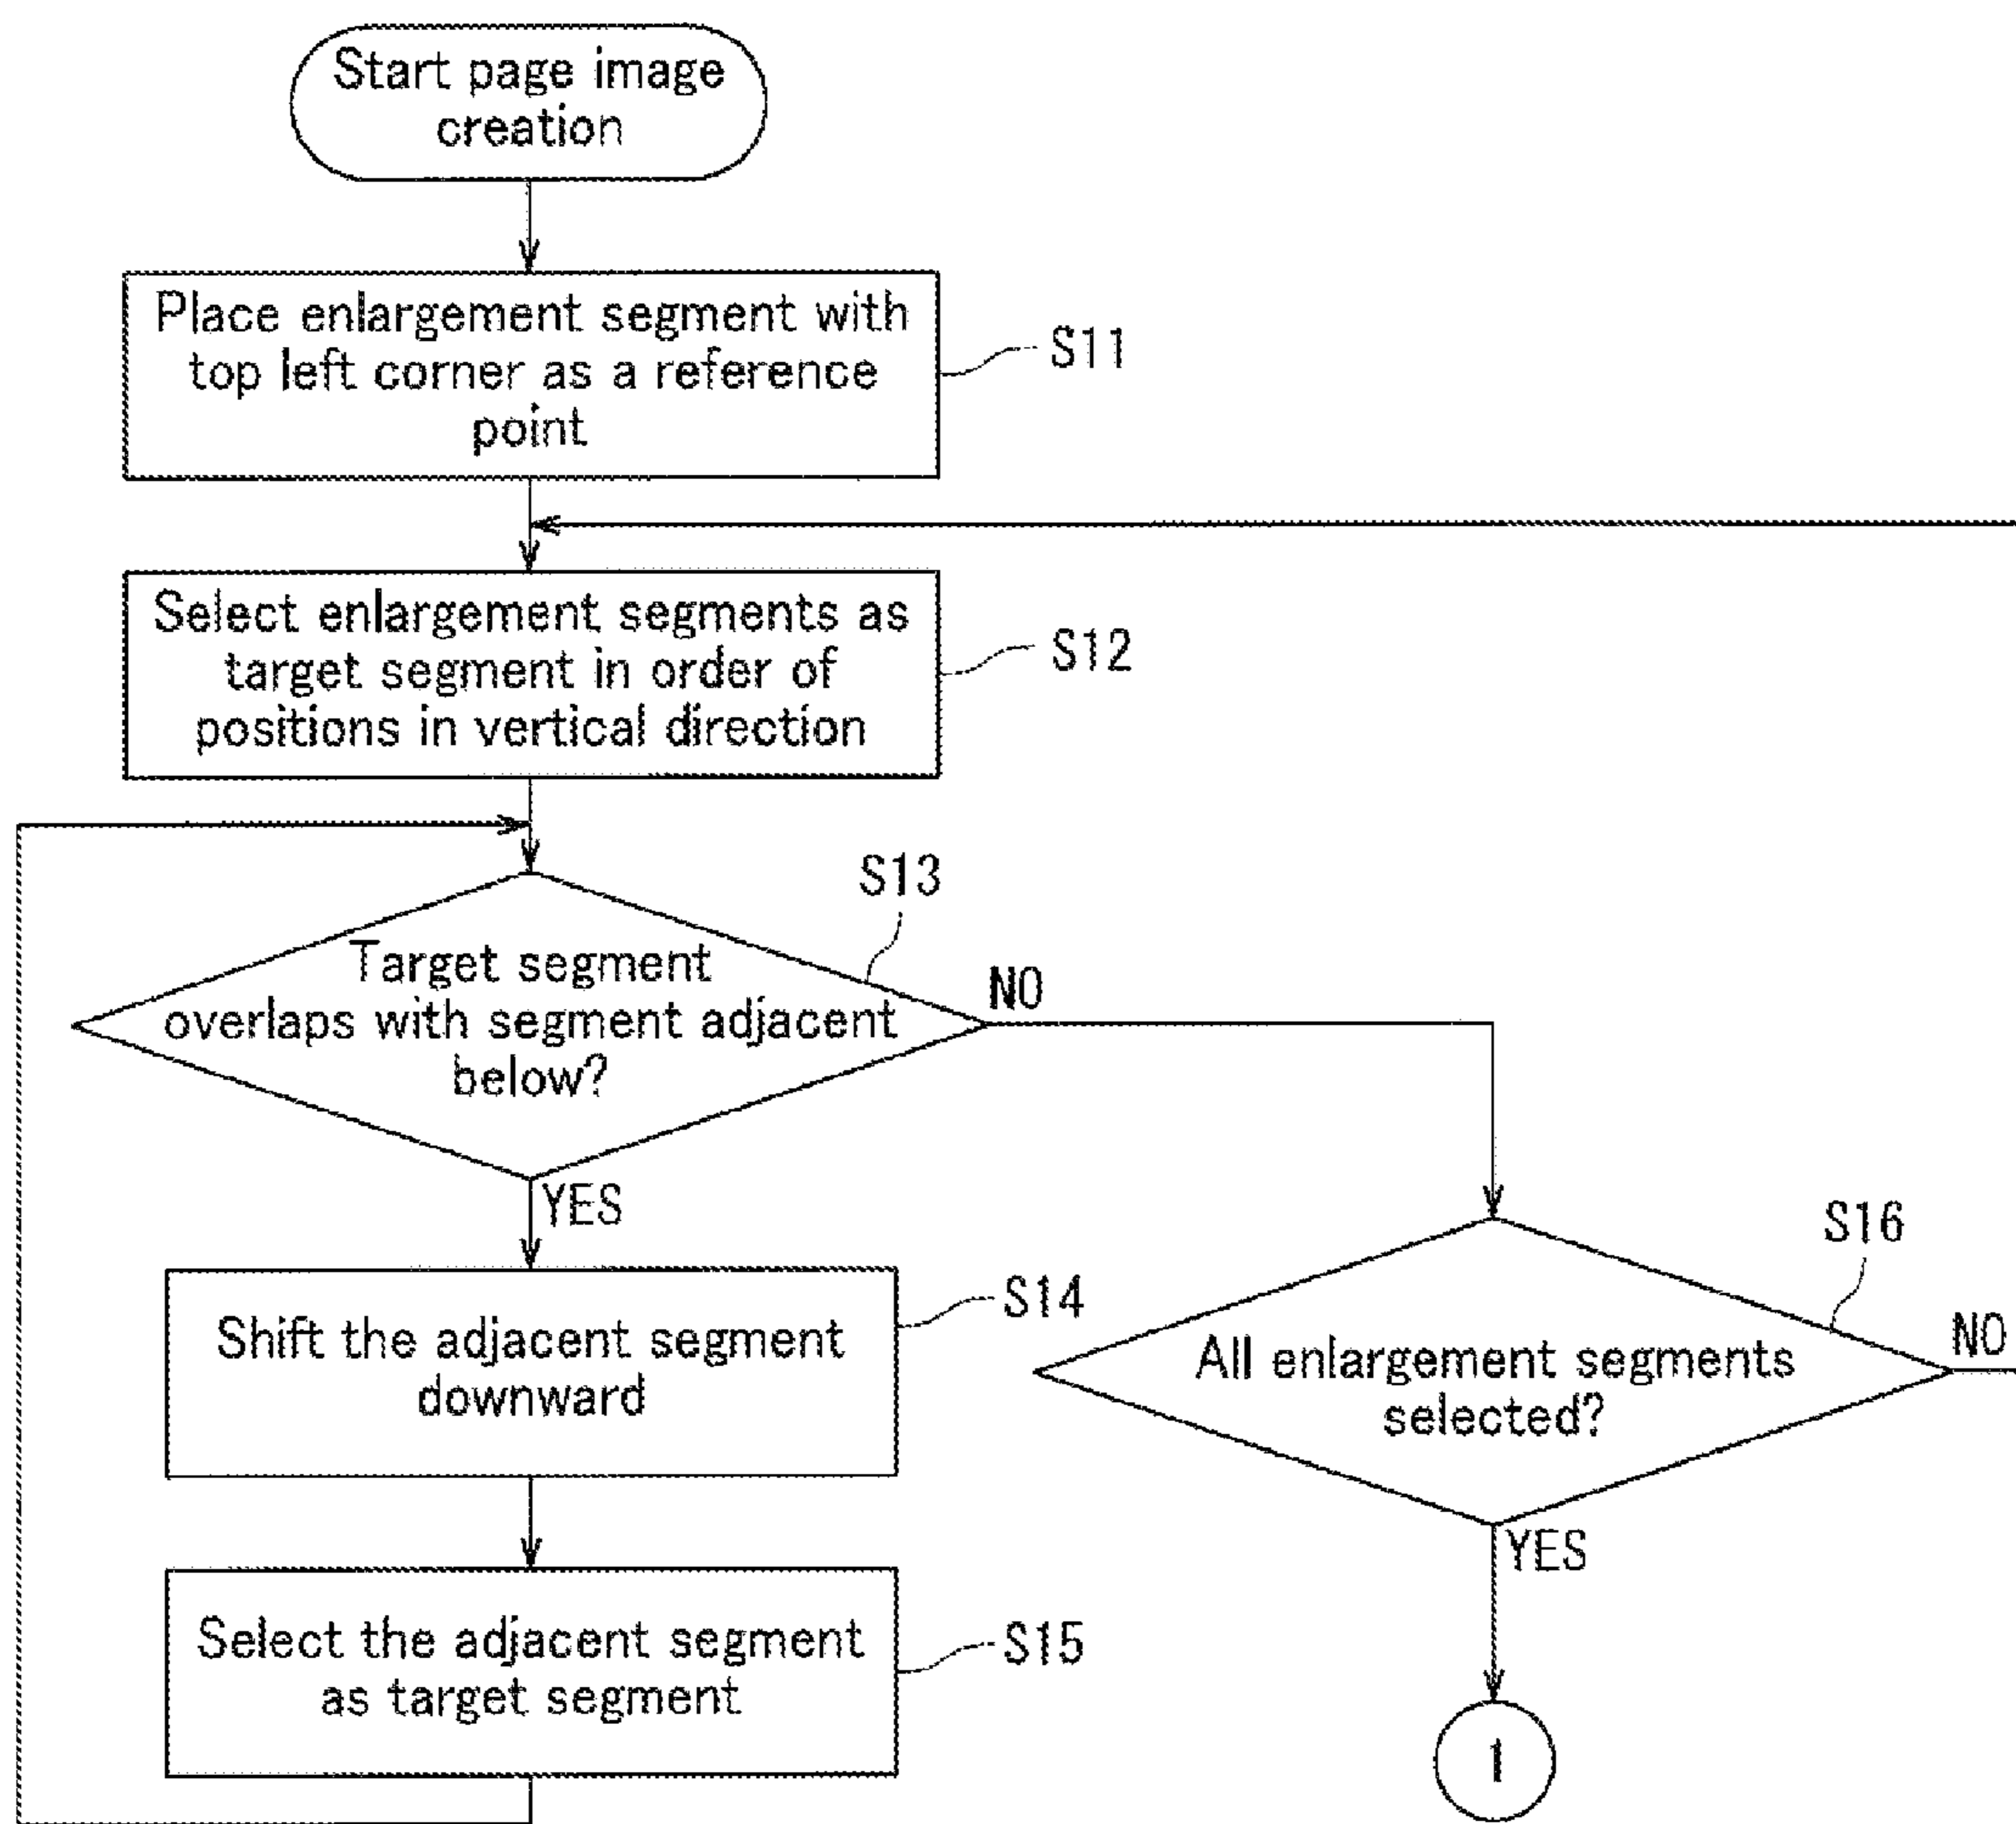 Start page image
creation
Place enlargement segment with
top left corner as a reference
point
S11
Select enlargement segments as
target segment in order of
positions in vertical direction
S12
S13
Target segment
overlaps with segment adjacent
below?
NO
YES
Shift the adjacent segment
downward
S14
Select the adjacent segment
as target segment
S15
S16
All enlargement segments
selected?
NO
YES
1